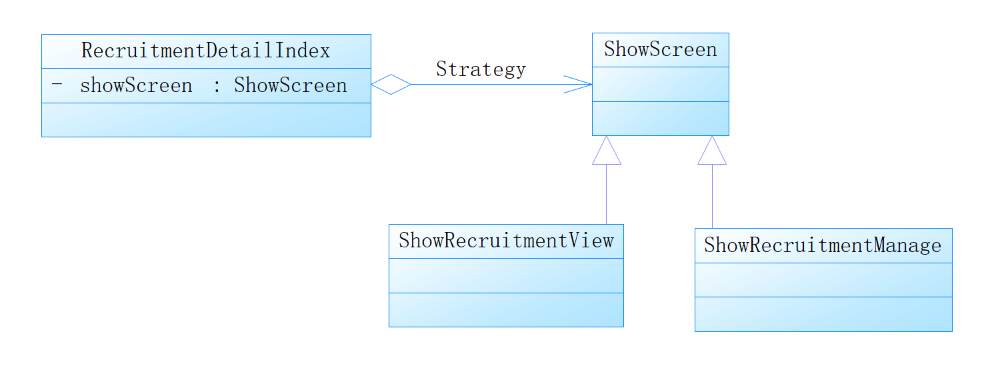 RecruitmentDetailIndex
- showScreen : ShowScreen
Strategy
ShowScreen
ShowRecruitmentView
ShowRecruitmentManage